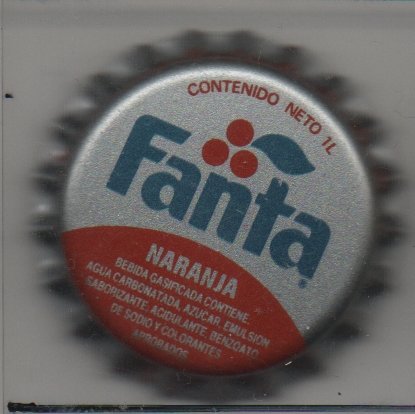 CONTENIDO NETO 1L
Fanta®
NARANJA
BEBIDA GASIFICADA CONTIENE,
AGUA CARBONATADA, AZUCAR, EMULSION
SABORIZANTE, ACIDULANTE, BENZOATO
DE SODIO Y COLORANTES
APROBADOS